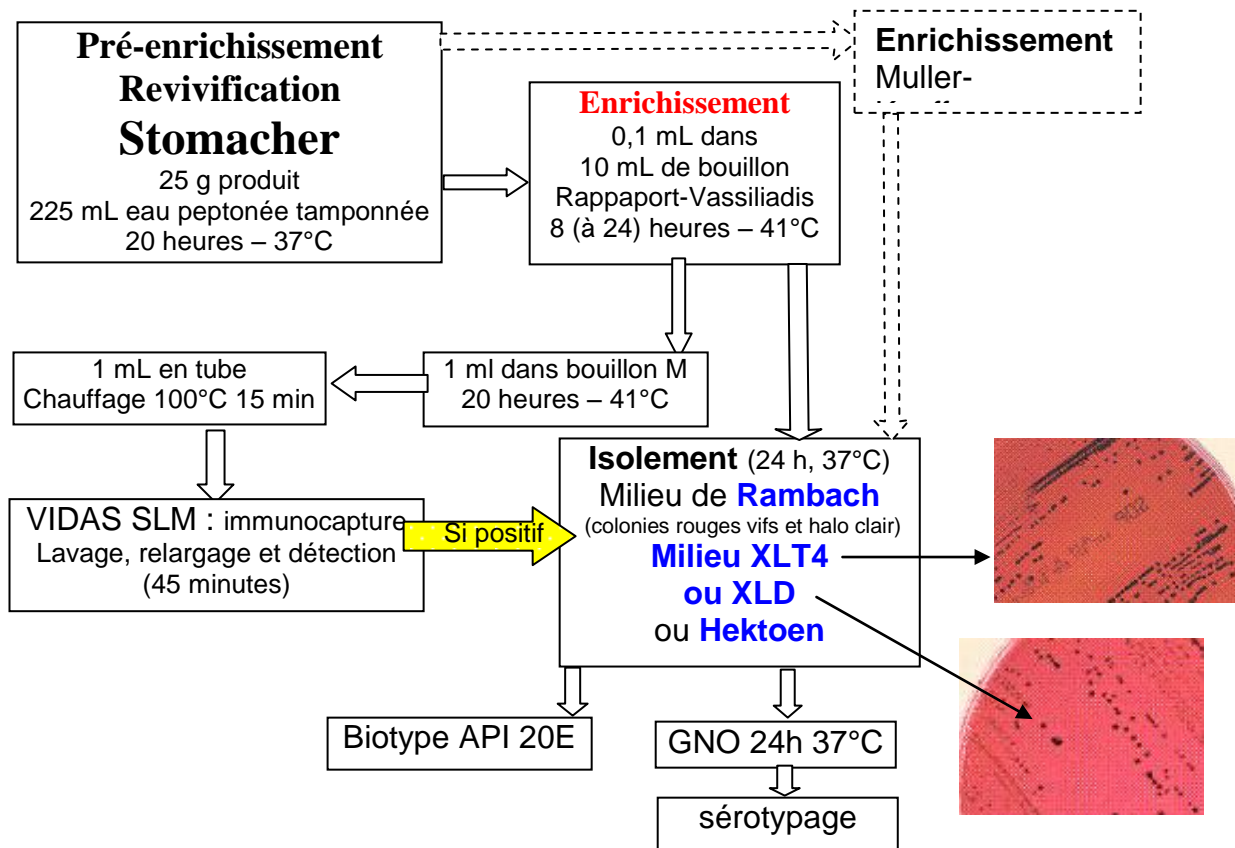 Pré-enrichissement
Revivification
Stomacher
25 g produit
225 mL eau peptonée tamponnée
20 heures – 37°C
Enrichissement
0,1 mL dans
10 mL de bouillon
Rappaport-Vassiliadis
8 (à 24) heures – 41°C
Enrichissement
Muller-
1 mL en tube
Chauffage 100°C 15 min
1 ml dans bouillon M
20 heures – 41°C
VIDAS SLM : immunocapture
Lavage, relargage et détection
(45 minutes)
Si positif
Isolement (24 h, 37°C)
Milieu de Rambach
(colonies rouges vifs et halo clair)
Milieu XLT4
ou XLD
ou Hektoen
Biotype API 20E
GNO 24h 37°C
sérotypage